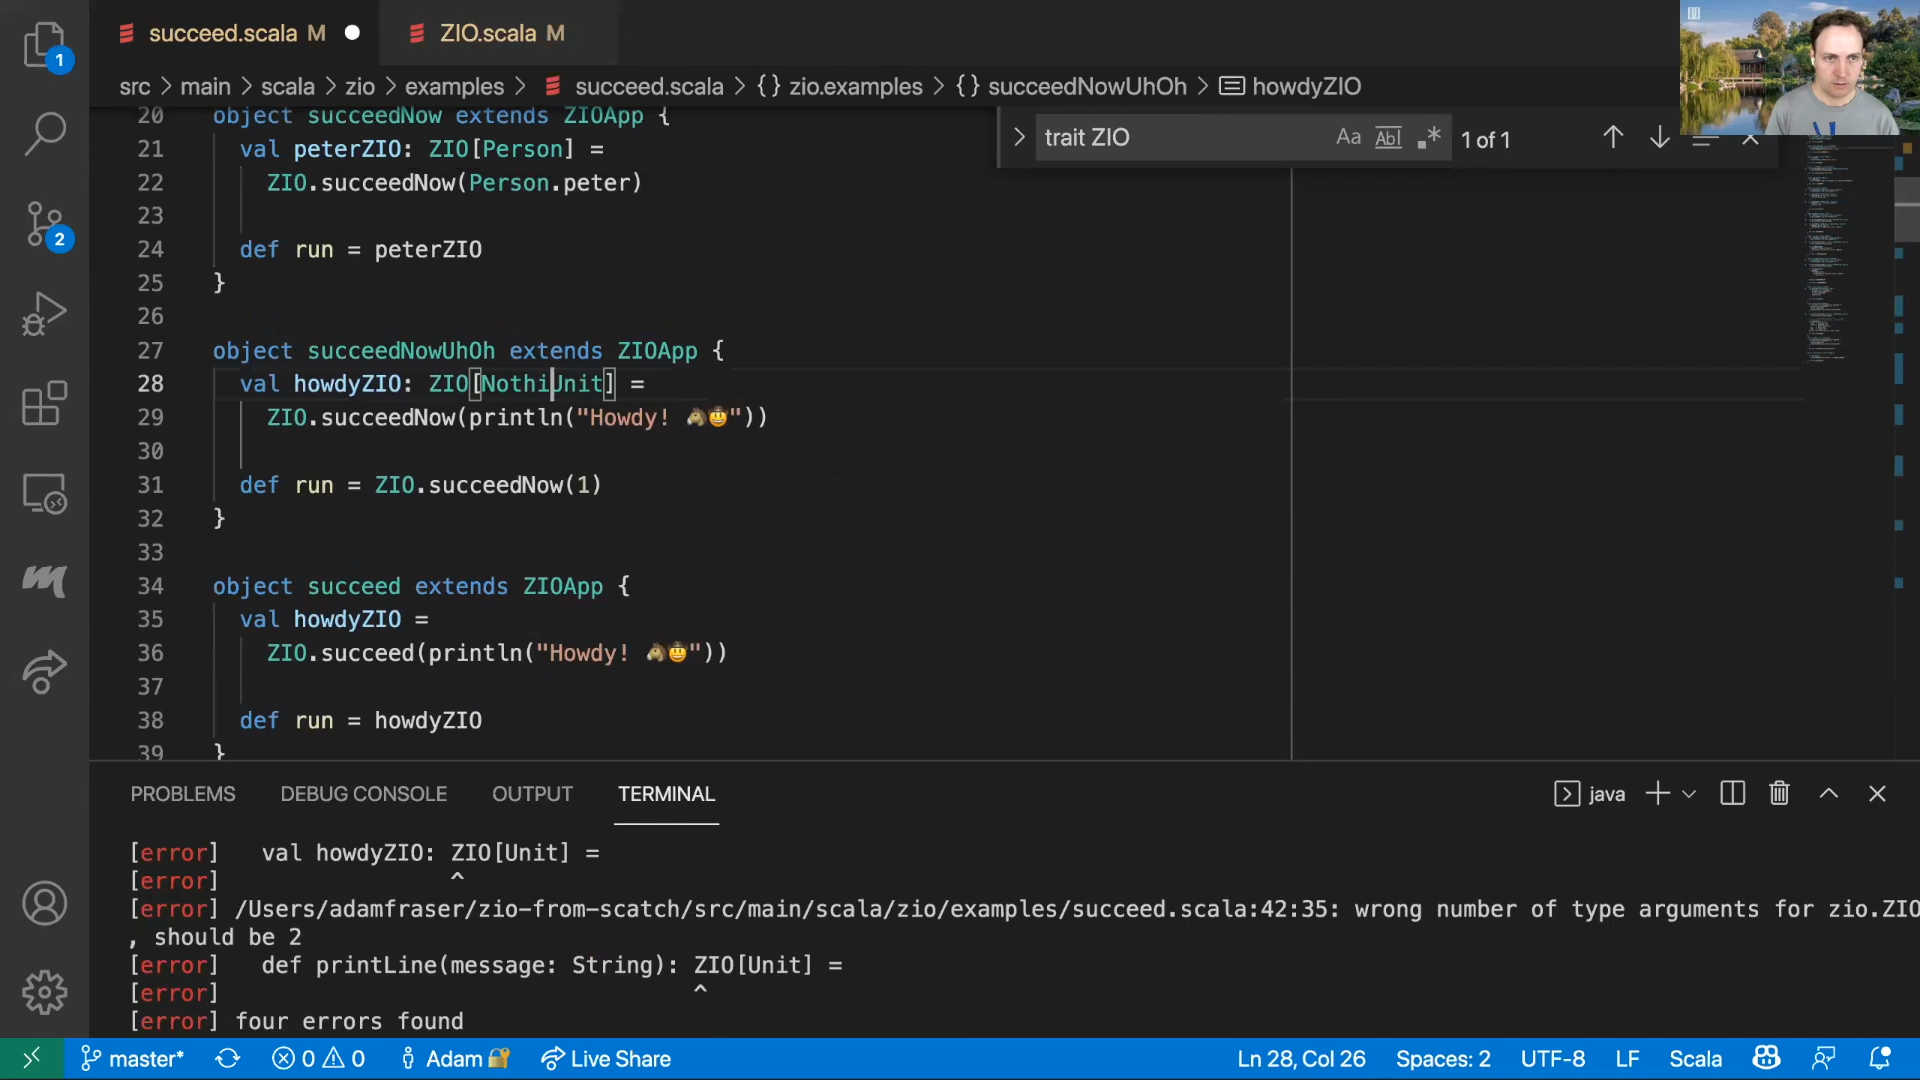 succeed.scala M
ZIO.scala M
1
src > main > scala > zio > examples > succeed.scala > {} zio.examples > {} succeedNowUhOh > howdyZIO
trait ZIO
Aa Abl .* 1 of 1
20 object succeedNow extends ZIOApp {
21 val peterZIO: ZIO[Person] =
22 ZIO.succeedNow(Person.peter)
23
24 def run = peterZIO
25 }
26
27 object succeedNowUhOh extends ZIOApp {
28 val howdyZIO: ZIO[NothiUnit] =
29 ZIO.succeedNow(println("Howdy! 🐴🤠"))
30
31 def run = ZIO.succeedNow(1)
32 }
33
34 object succeed extends ZIOApp {
35 val howdyZIO =
36 ZIO.succeed(println("Howdy! 🐴🤠"))
37
38 def run = howdyZIO
39 }
2
PROBLEMS DEBUG CONSOLE OUTPUT TERMINAL
java
[error] val howdyZIO: ZIO[Unit] =
[error] ^
[error] /Users/adamfraser/zio-from-scatch/src/main/scala/zio/examples/succeed.scala:42:35: wrong number of type arguments for zio.ZIO
, should be 2
[error] def printLine(message: String): ZIO[Unit] =
[error] ^
[error] four errors found
master* 0 0 Adam 🔐 Live Share
Ln 28, Col 26 Spaces: 2 UTF-8 LF Scala